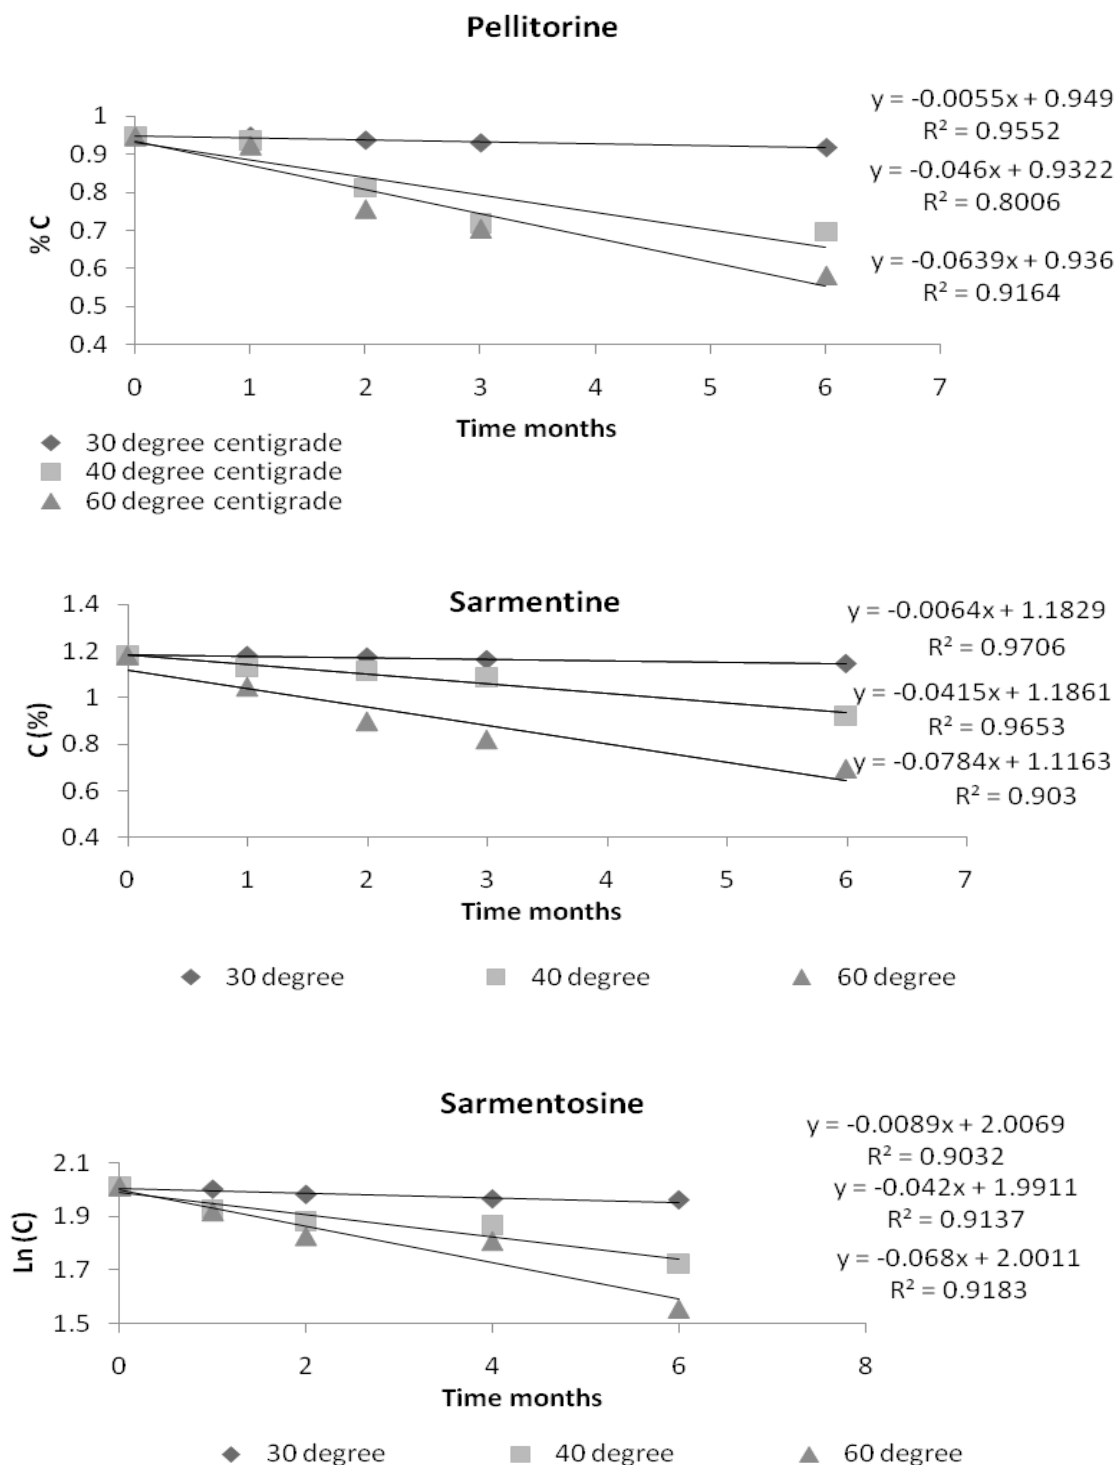 Pellitorine
y = -0.0055x + 0.949
R² = 0.9552
y = -0.046x + 0.9322
R² = 0.8006
y = -0.0639x + 0.936
R² = 0.9164
1
0.9
0.8
0.7
0.6
0.5
0.4
% C
0 1 2 3 4 5 6 7
Time months
30 degree centigrade
40 degree centigrade
60 degree centigrade
Sarmentine
y = -0.0064x + 1.1829
R² = 0.9706
y = -0.0415x + 1.1861
R² = 0.9653
y = -0.0784x + 1.1163
R² = 0.903
1.4
1.2
1
0.8
0.6
0.4
C (%)
0 1 2 3 4 5 6 7
Time months
30 degree 40 degree 60 degree
Sarmentosine
y = -0.0089x + 2.0069
R² = 0.9032
y = -0.042x + 1.9911
R² = 0.9137
y = -0.068x + 2.0011
R² = 0.9183
2.1
1.9
1.7
1.5
Ln (C)
0 2 4 6 8
Time months
30 degree 40 degree 60 degree